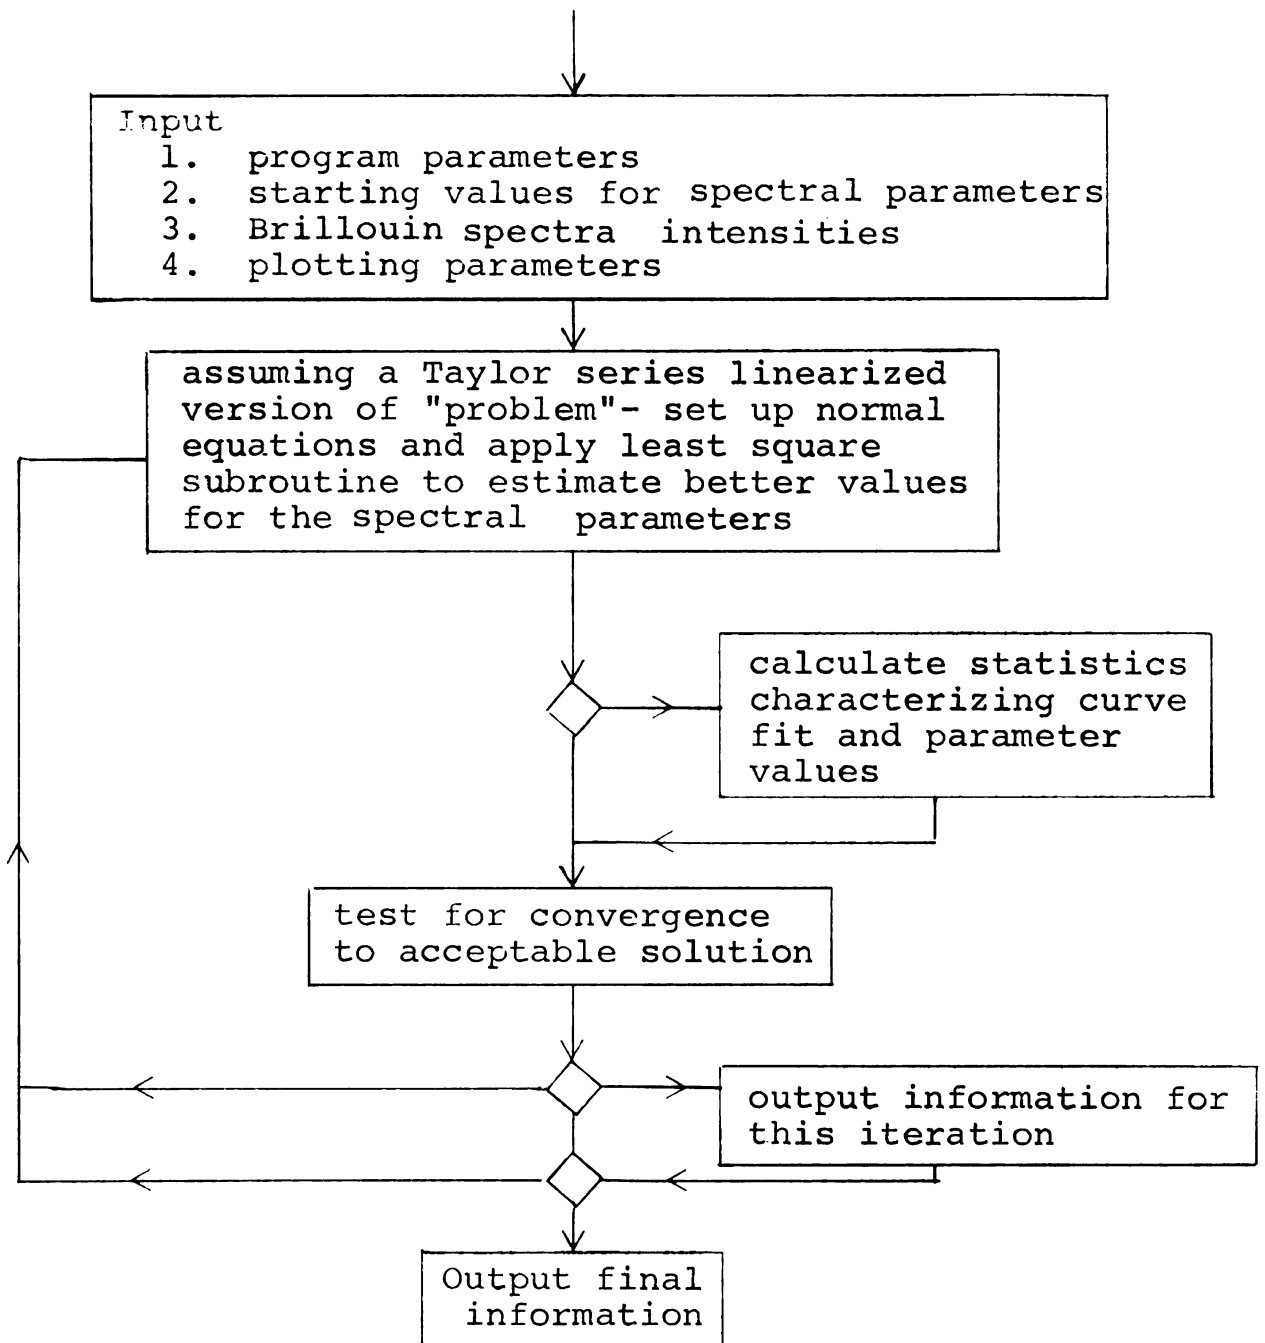 Input
1. program parameters
2. starting values for spectral parameters
3. Brillouin spectra intensities
4. plotting parameters
assuming a Taylor series linearized
version of "problem"- set up normal
equations and apply least square
subroutine to estimate better values
for the spectral parameters
calculate statistics
characterizing curve
fit and parameter
values
test for convergence
to acceptable solution
output information for
this iteration
Output final
information